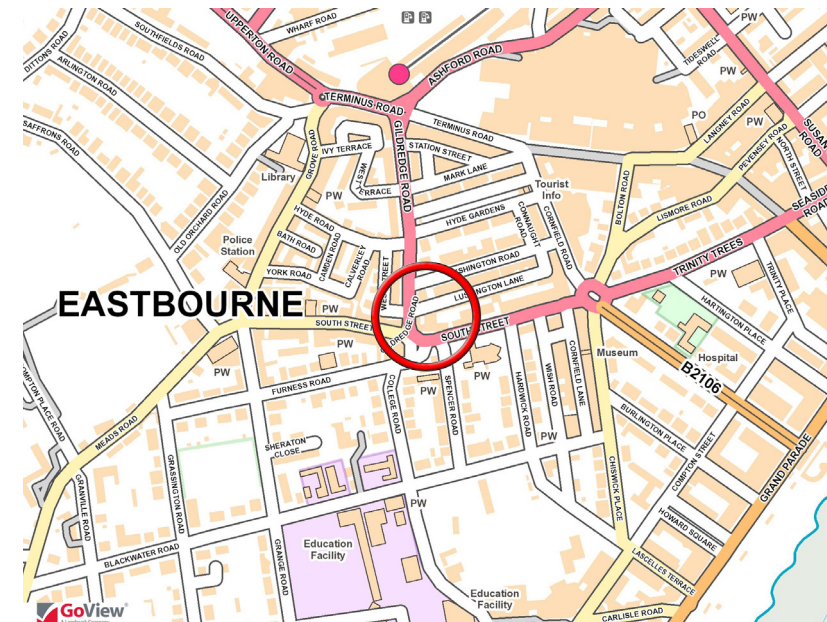 WHARF ROAD
PW
UPPERTON ROAD
SOUTHFIELDS ROAD
DITTONS ROAD
ARLINGTON ROAD
ASHFORD ROAD
TIDESWELL ROAD
PW
TERMINUS ROAD
SAFFRONS ROAD
GILDREDGE ROAD
TERMINUS ROAD
PO
LANGNEY ROAD
PW
SUSANS ROAD
GROVE ROAD
IVY TERRACE
STATION STREET
PEVENSEY ROAD
NORTH STREET
WEST TERRACE
MARK LANE
Library
PW
Tourist
Info
BOLTON ROAD
LISMORE ROAD
SEASIDE ROAD
OLD ORCHARD ROAD
HYDE ROAD
HYDE GARDENS
CONNAUGHT ROAD
CORNFIELD ROAD
Police
Station
BATH ROAD
CAMDEN ROAD
CALVERLEY ROAD
TRINITY TREES
YORK ROAD
PW
TRINITY PLACE
LUSHINGTON LANE
EASTBOURNE
PW
SOUTH STREET
SOUTH STREET
HARTINGTON PLACE
Museum
Hospital
PW
FURNESS ROAD
COLLEGE ROAD
PW
SPENCER ROAD
PW
HARDWICK ROAD
WISH ROAD
CORNFIELD LANE
B2106
COMPTON PLACE ROAD
MEADS ROAD
SHERATON
CLOSE
PW
BURLINGTON PLACE
COMPTON STREET
GRAND PARADE
GRANVILLE ROAD
GRASSINGTON ROAD
CHISWICK PLACE
PW
HOWARD SQUARE
BLACKWATER ROAD
GRANGE ROAD
Education
Facility
LASCELLES TERRACE
Education
Facility
CARLISLE ROAD
GoView